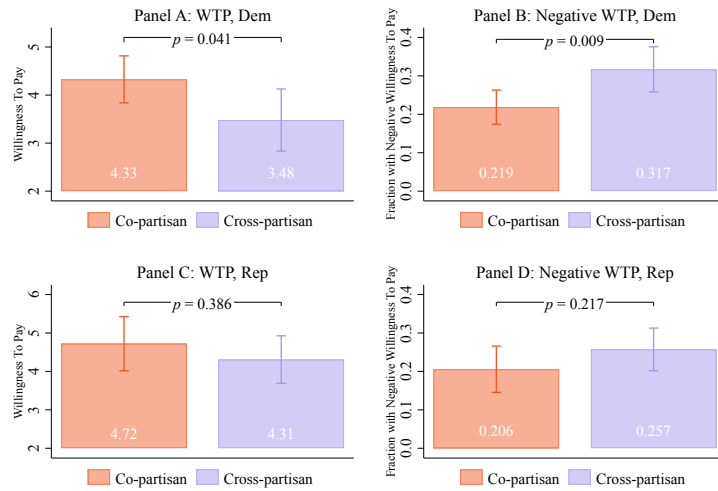 Panel A: WTP, Dem
Willingness To Pay
5
4
3
2
p = 0.041
4.33
3.48
Co-partisan
Cross-partisan
Panel B: Negative WTP, Dem
Fraction with Negative Willingness To Pay
0.4
0.3
0.2
0.1
0.0
p = 0.009
0.219
0.317
Co-partisan
Cross-partisan
Panel C: WTP, Rep
Willingness To Pay
6
5
4
3
2
p = 0.386
4.72
4.31
Co-partisan
Cross-partisan
Panel D: Negative WTP, Rep
Fraction with Negative Willingness To Pay
0.4
0.3
0.2
0.1
0.0
p = 0.217
0.206
0.257
Co-partisan
Cross-partisan